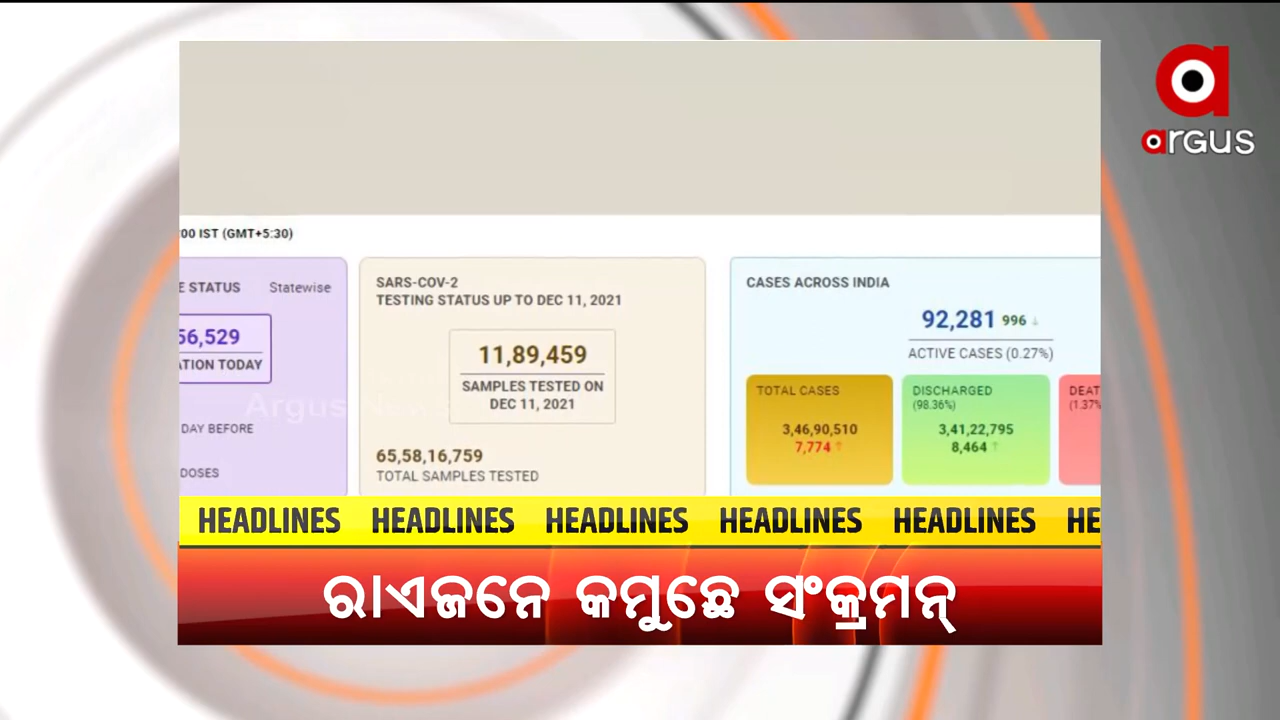 argus
:00 IST (GMT+5:30)
E STATUS Statewise
56,529
ATION TODAY
DAY BEFORE
DOSES
SARS-COV-2
TESTING STATUS UP TO DEC 11, 2021
11,89,459
SAMPLES TESTED ON
DEC 11, 2021
65,58,16,759
TOTAL SAMPLES TESTED
CASES ACROSS INDIA
92,281 996 ↓
ACTIVE CASES (0.27%)
TOTAL CASES
3,46,90,510
7,774 ↑
DISCHARGED
(98.36%)
3,41,22,795
8,464 ↑
DEAT
(1.37%
Argus News
HEADLINES HEADLINES HEADLINES HEADLINES HEADLINES HE
ରାଏଜନେ କମୁଛେ ସଂକ୍ରମନ୍